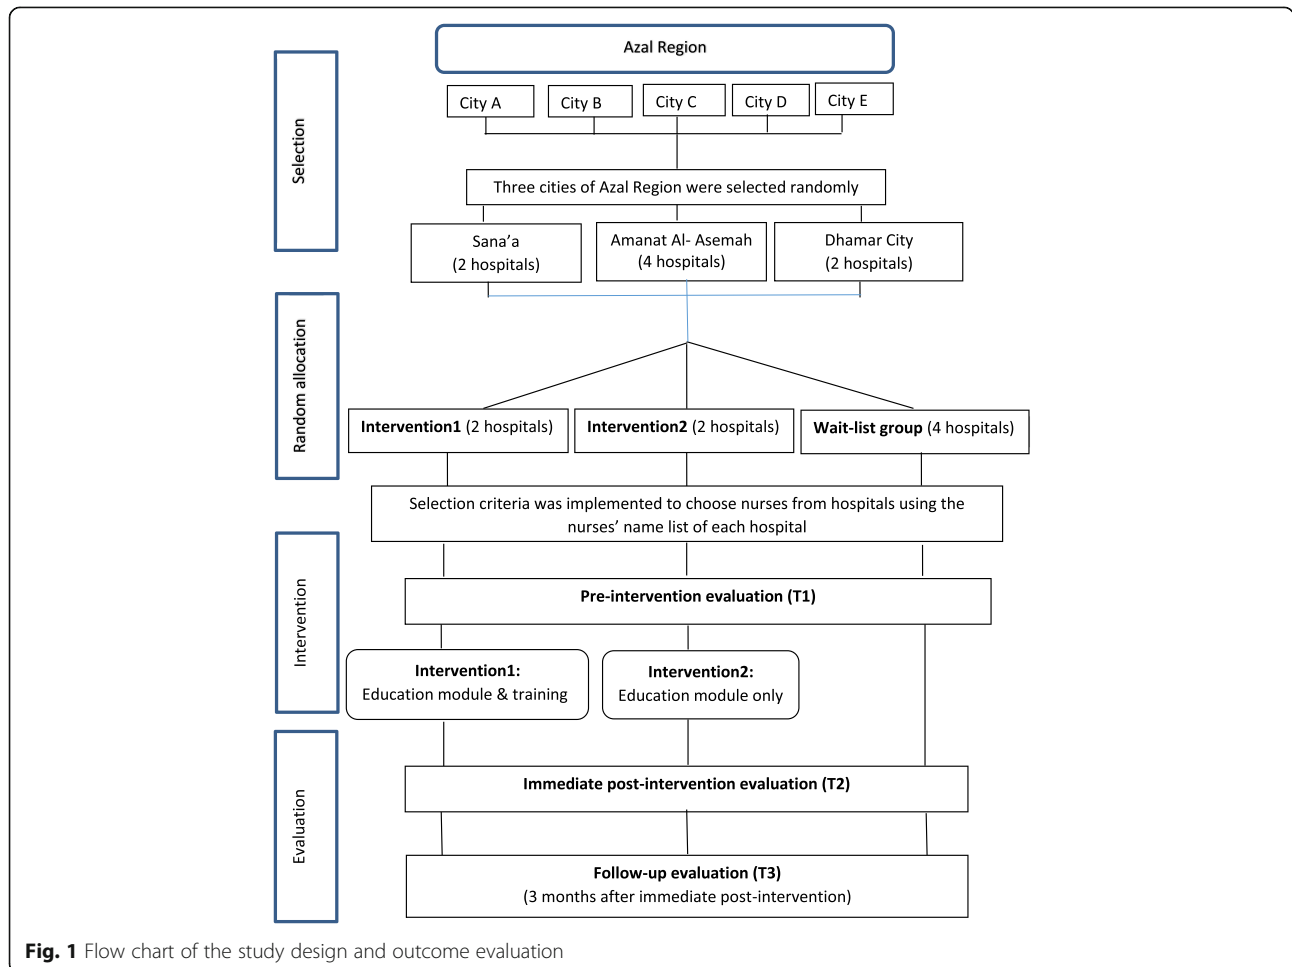 Azal Region
Selection
City A
City B
City C
City D
City E
Three cities of Azal Region were selected randomly
Sana’a
(2 hospitals)
Amanat Al- Asemah
(4 hospitals)
Dhamar City
(2 hospitals)
Random allocation
Intervention1 (2 hospitals)
Intervention2 (2 hospitals)
Wait-list group (4 hospitals)
Selection criteria was implemented to choose nurses from hospitals using the
nurses’ name list of each hospital
Intervention
Pre-intervention evaluation (T1)
Intervention1:
Education module & training
Intervention2:
Education module only
Evaluation
Immediate post-intervention evaluation (T2)
Follow-up evaluation (T3)
(3 months after immediate post-intervention)
Fig. 1 Flow chart of the study design and outcome evaluation